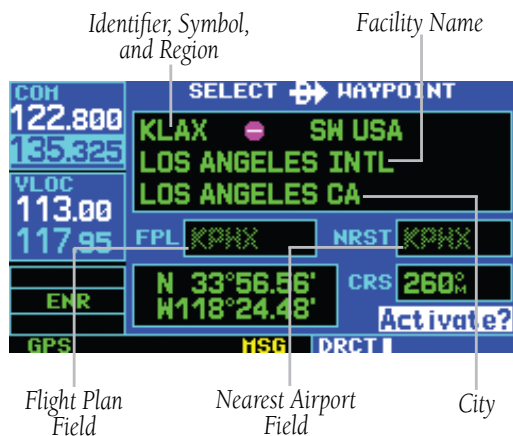 Identifier, Symbol,
and Region
Facility Name
COM
122.800
135.325
VLOC
113.00
117.95
ENR
GPS
SELECT D WAYPOINT
KLAX SW USA
LOS ANGELES INTL
LOS ANGELES CA
FPL KPHX NRST KPHX
N 33°56.56'
W118°24.48'
CRS 260°M
Activate?
MSG DRCT
Flight Plan
Field
Nearest Airport
Field
City